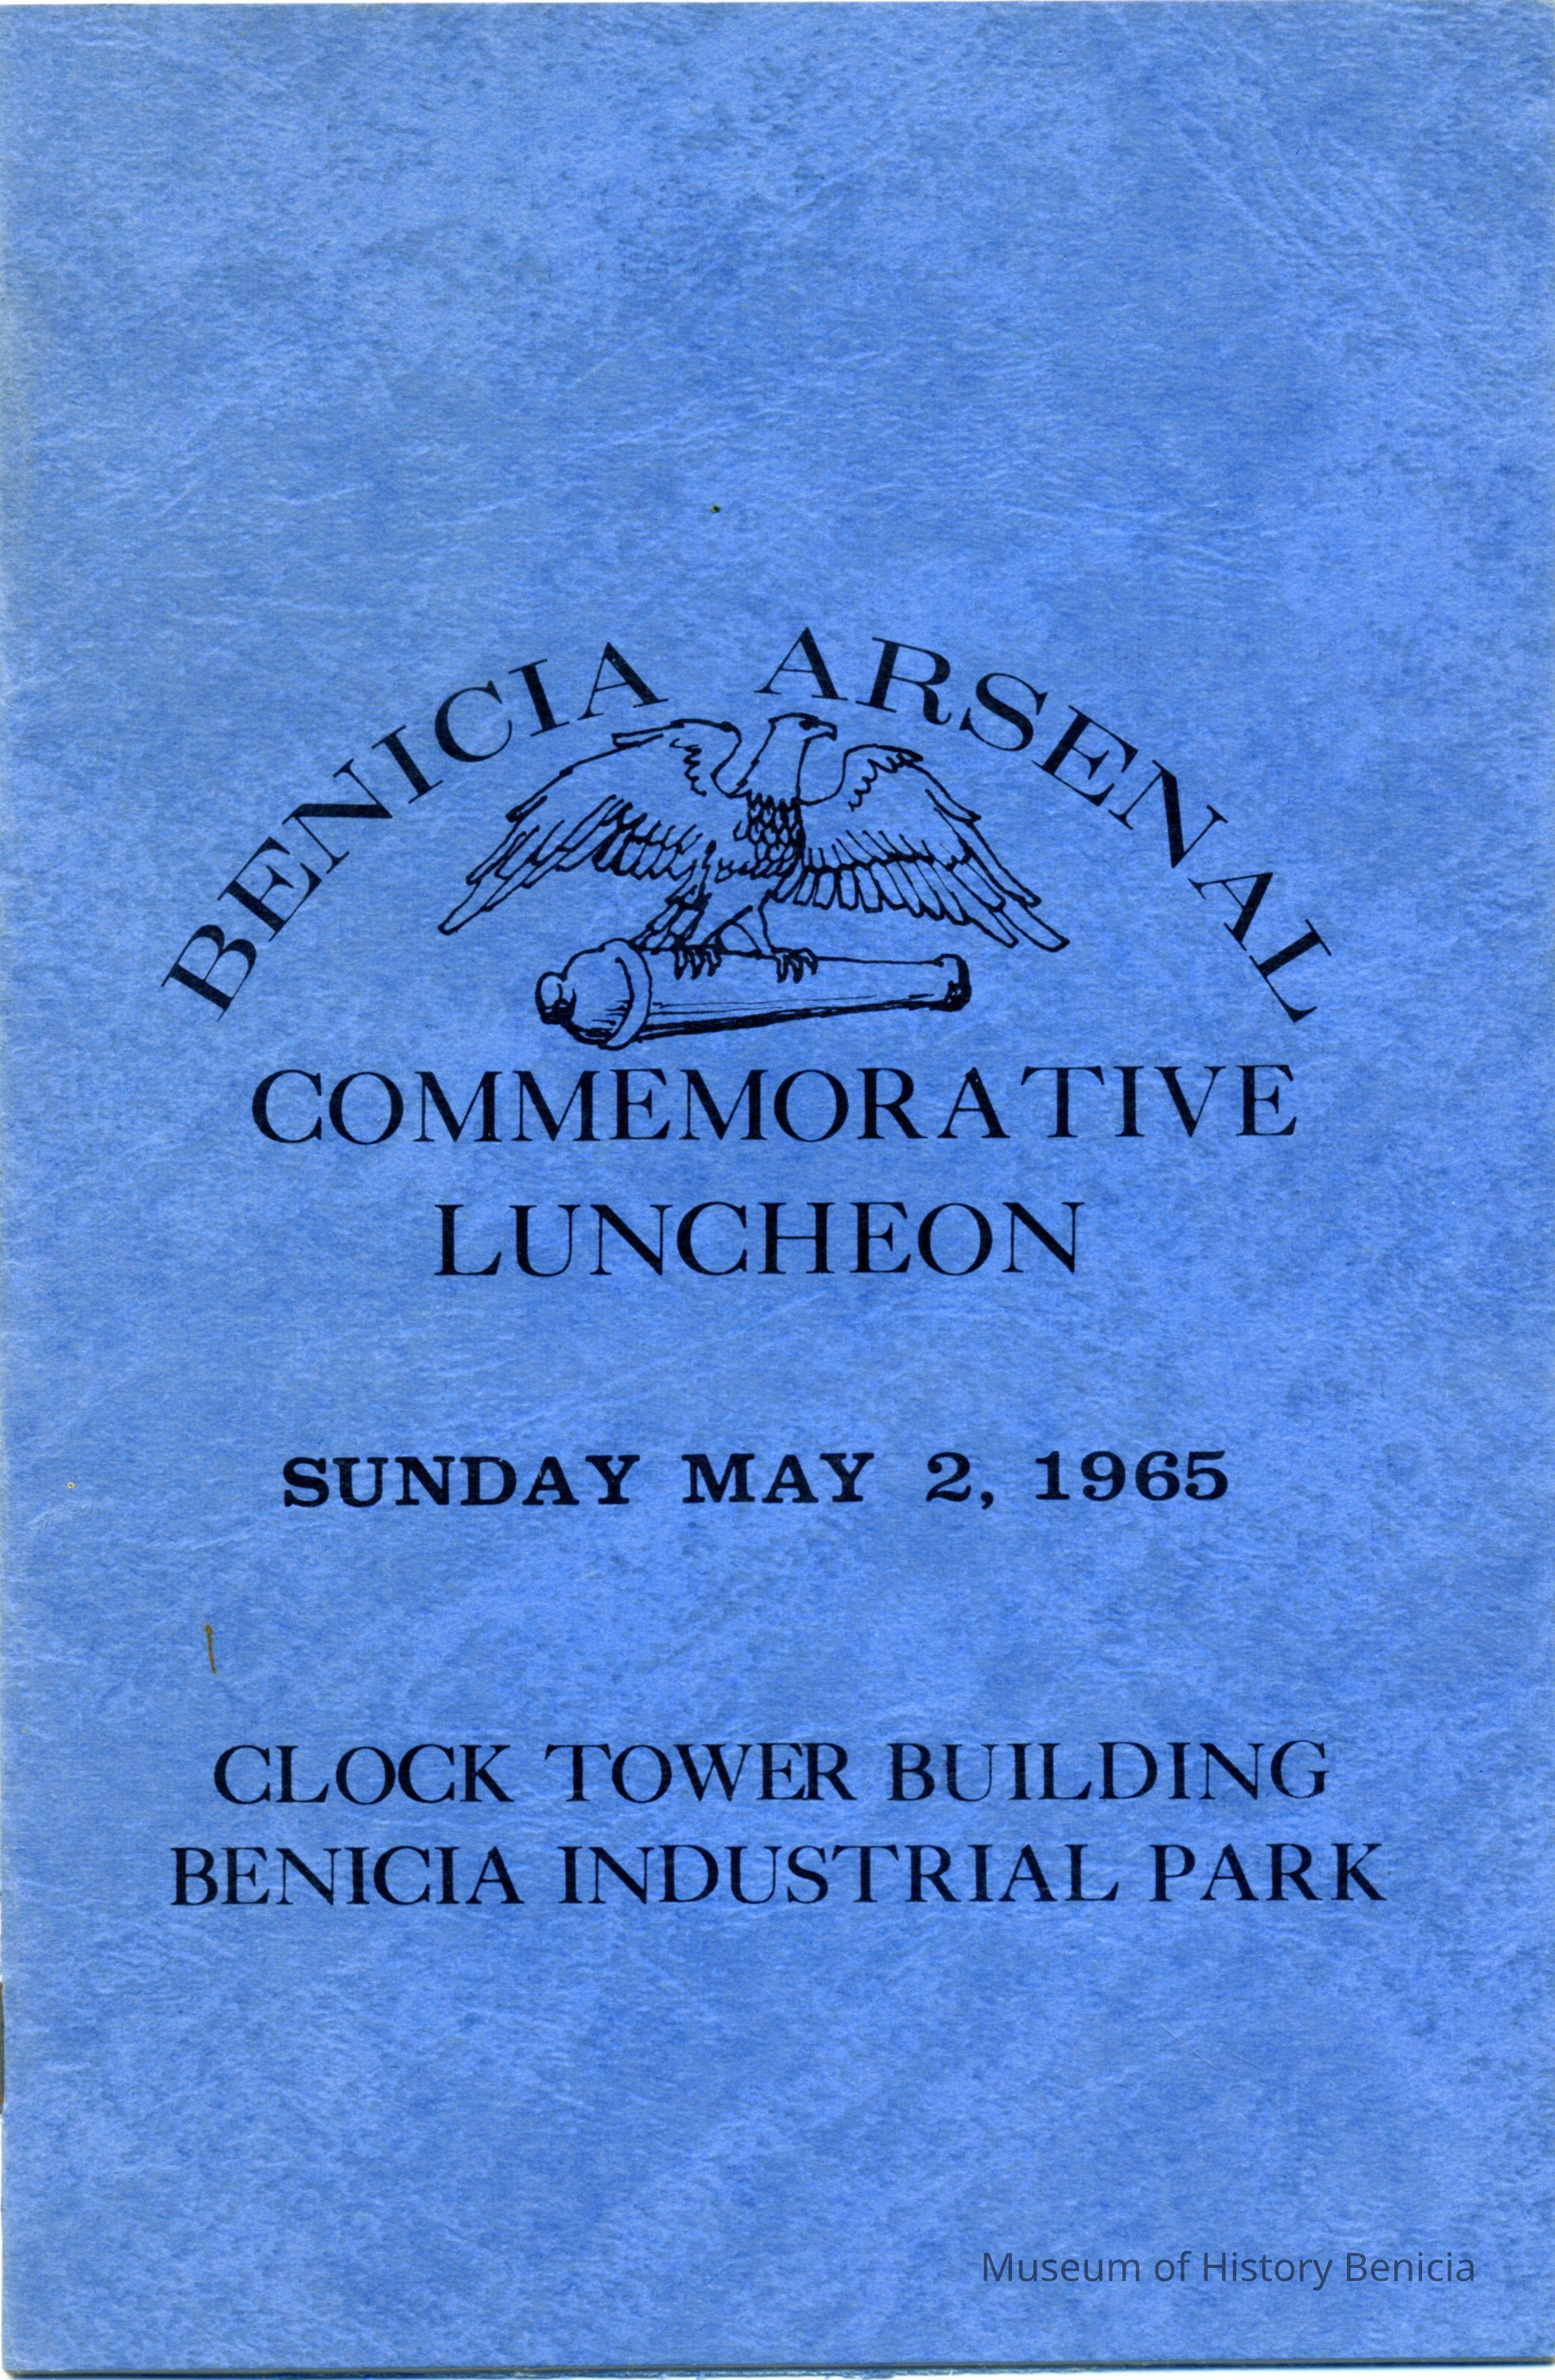 BENICIA ARSENAL
COMMEMORATIVE
LUNCHEON
SUNDAY MAY 2, 1965
CLOCK TOWER BUILDING
BENICIA INDUSTRIAL PARK
Museum of History Benicia